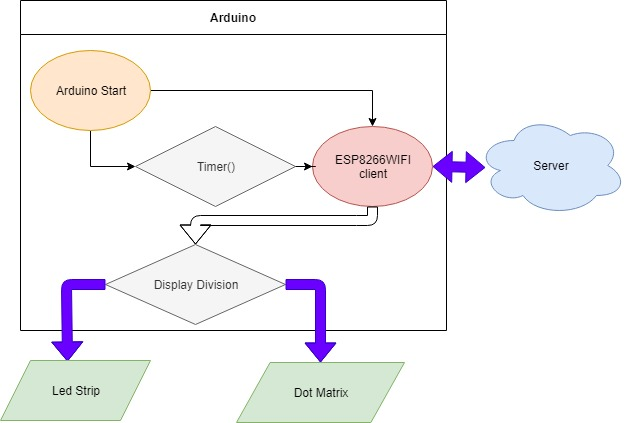 Arduino
Arduino Start
Timer()
ESP8266WIFI
client
Server
Display Division
Led Strip
Dot Matrix